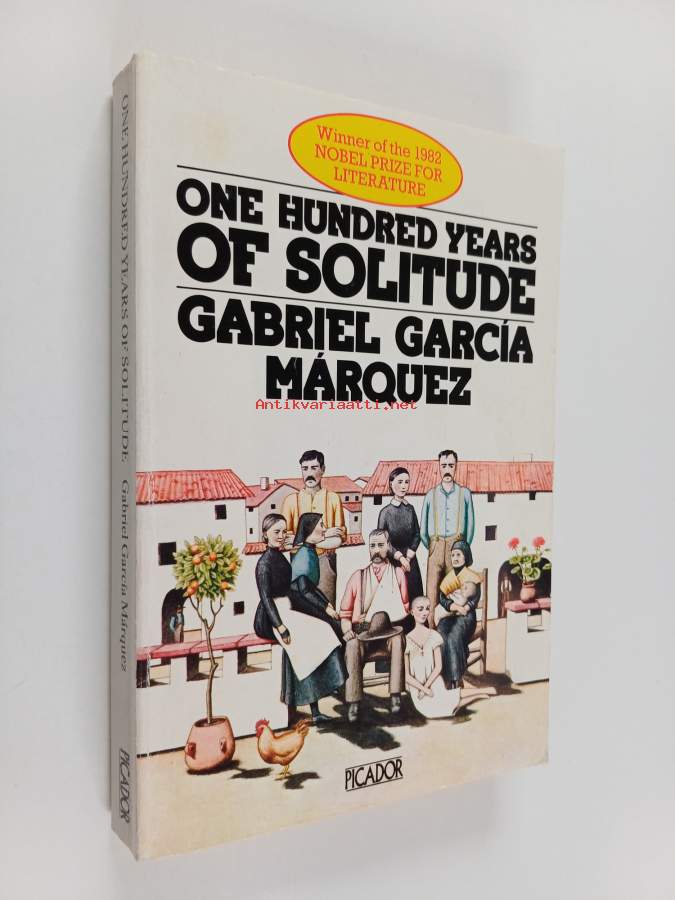 Winner of the 1982
NOBEL PRIZE FOR
LITERATURE
ONE HUNDRED YEARS
OF SOLITUDE
GABRIEL GARCÍA
MÁRQUEZ
Antikvariaatti.net
PICADOR
ONE HUNDRED YEARS OF SOLITUDE Gabriel García Márquez
PICADOR